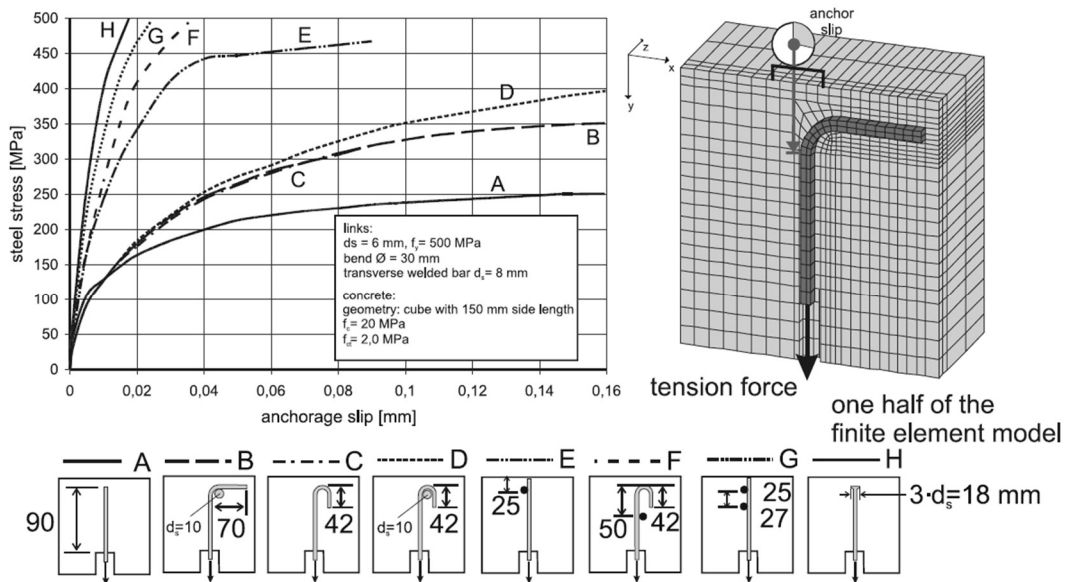 500
450
400
350
300
250
200
150
100
50
0
steel stress [MPa]
H
G
F
E
D
B
C
A
links:
ds = 6 mm, fy = 500 MPa
bend Ø = 30 mm
transverse welded bar ds= 8 mm
concrete:
geometry: cube with 150 mm side length
fc= 20 MPa
fct= 2,0 MPa
0 0,02 0,04 0,06 0,08 0,1 0,12 0,14 0,16
anchorage slip [mm]
anchor
slip
z
x
y
tension force
one half of the
finite element model
A B C D E F G H
90
ds=10
70
42
ds=10
42
25
50
42
25
27
3·ds=18 mm